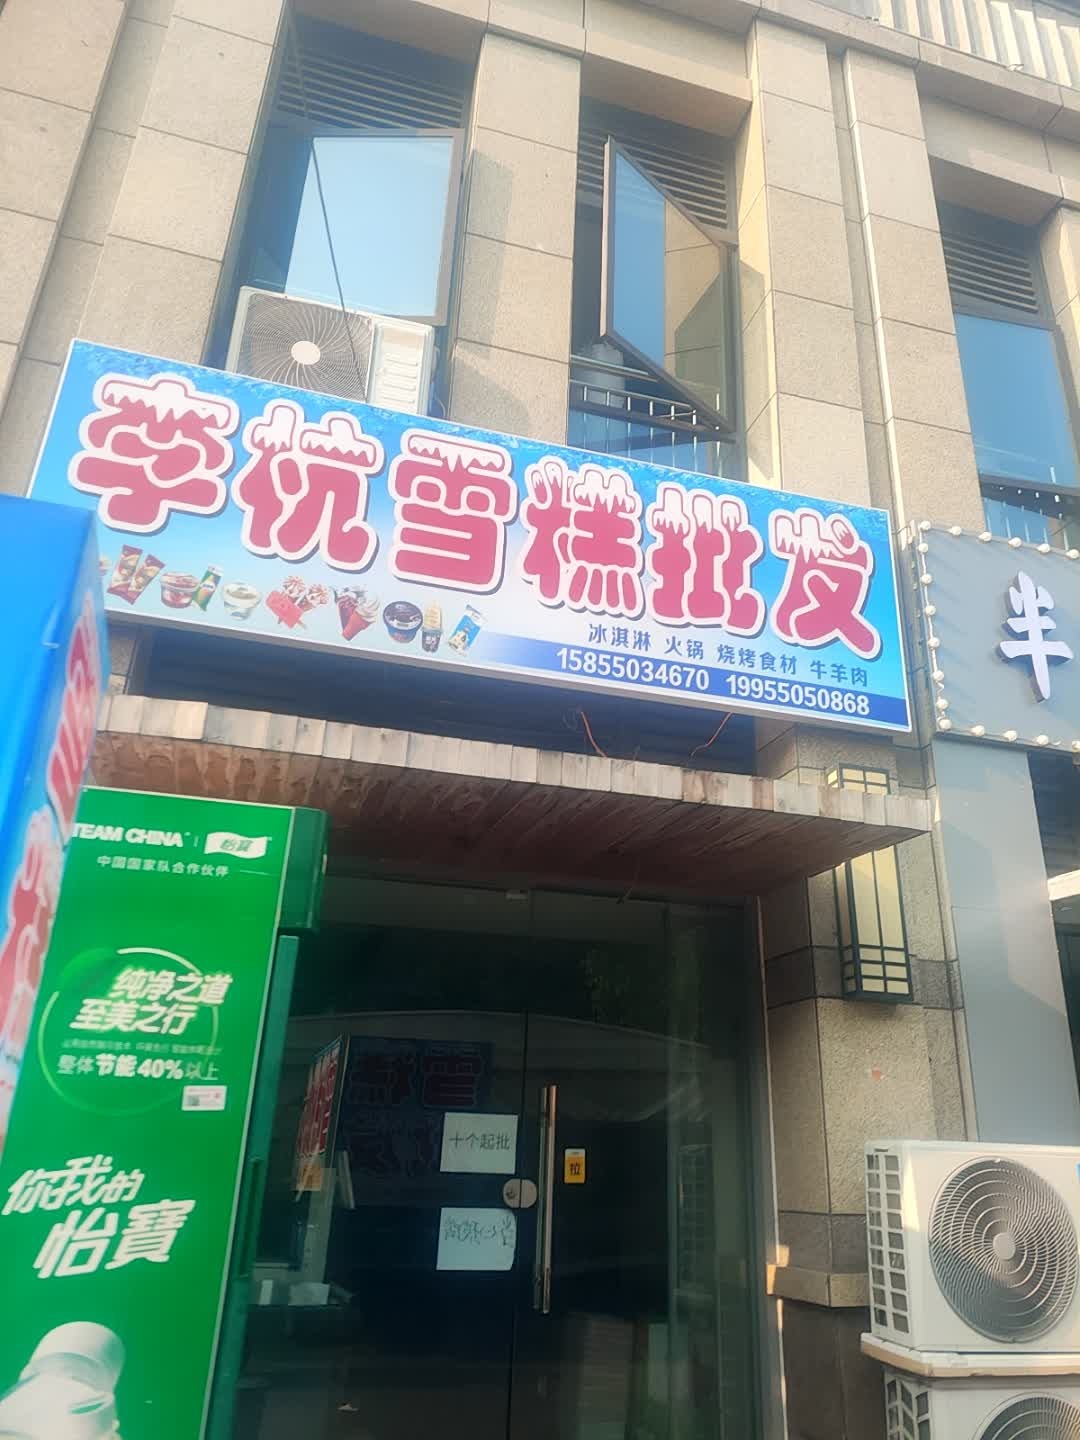 李杭雪糕批发
冰淇淋 火锅 烧烤食材 牛羊肉
15855034670 19955050868
半
TEAM CHINA 怡寶
中国国家队合作伙伴
纯净之道
至美之行
整体节能40%以上
你我的
怡寶
十个起批
拉